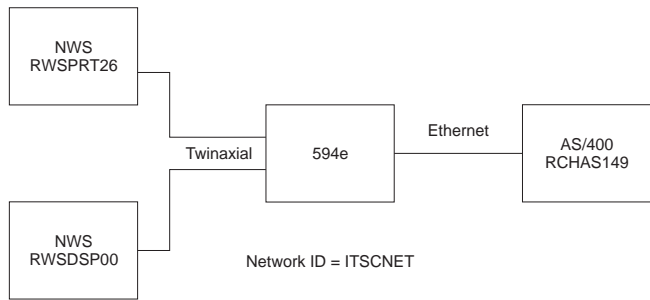 NWS
RWSPRT26
Twinaxial
594e
Ethernet
AS/400
RCHAS149
NWS
RWSDSP00
Network ID = ITSCNET